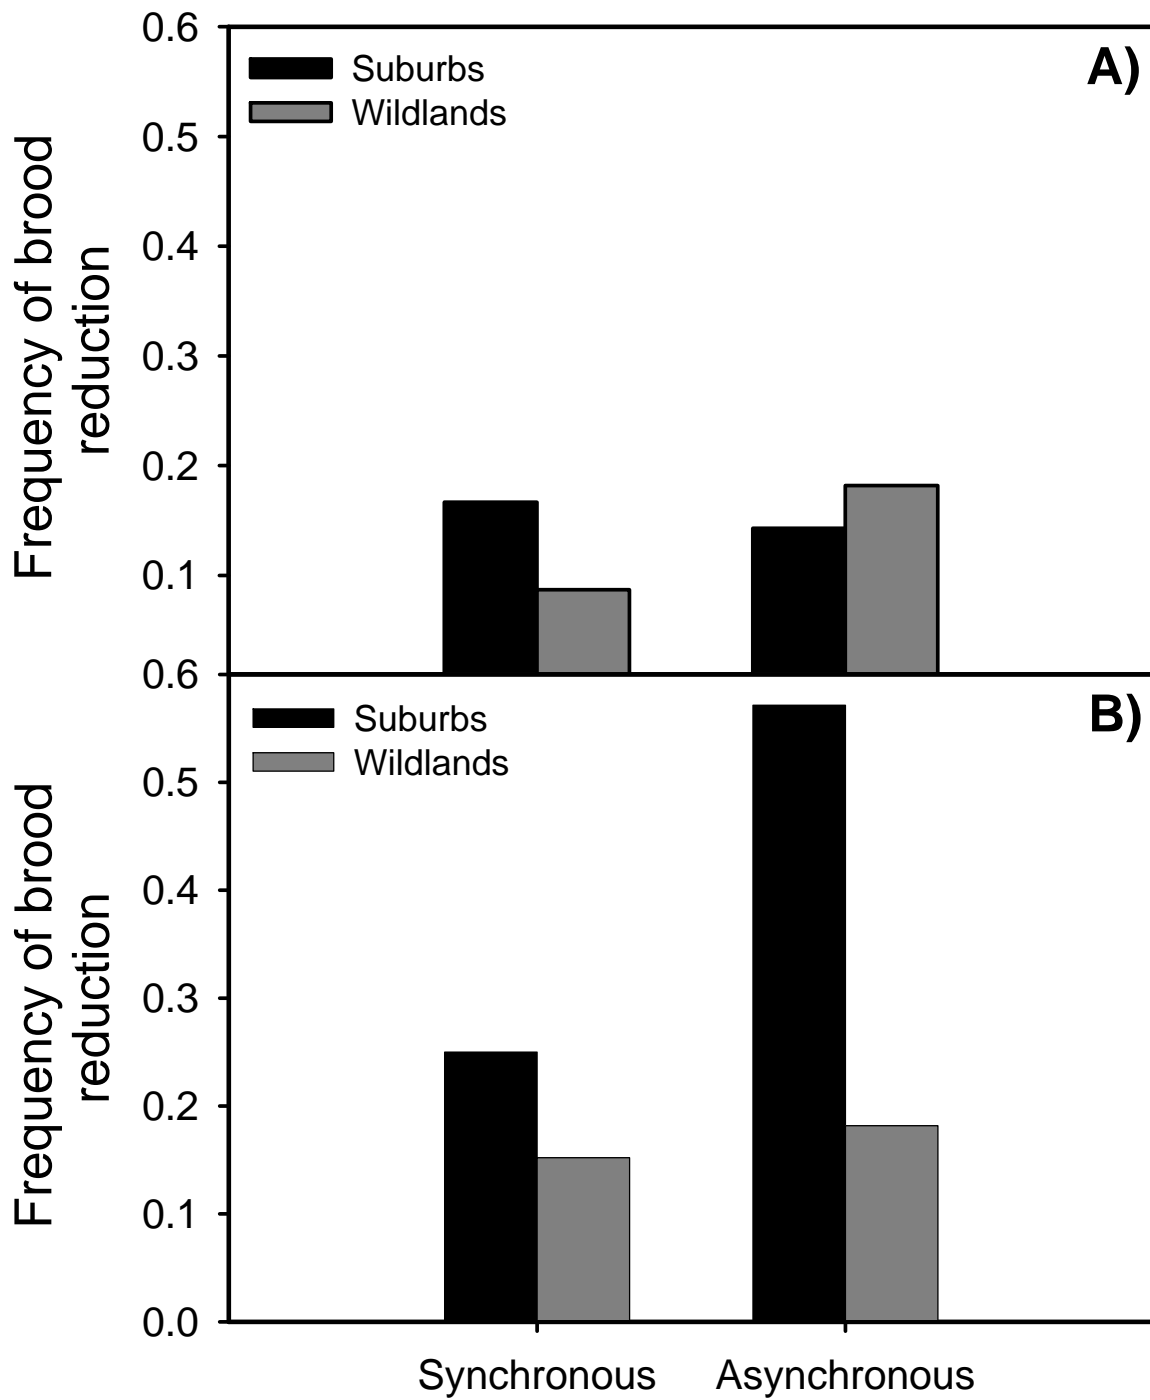 0.6
A)
Suburbs
Wildlands
0.5
0.4
0.3
0.2
0.1
Frequency of brood
reduction
0.6
B)
Suburbs
Wildlands
0.5
0.4
0.3
0.2
0.1
0.0
Frequency of brood
reduction
Synchronous
Asynchronous